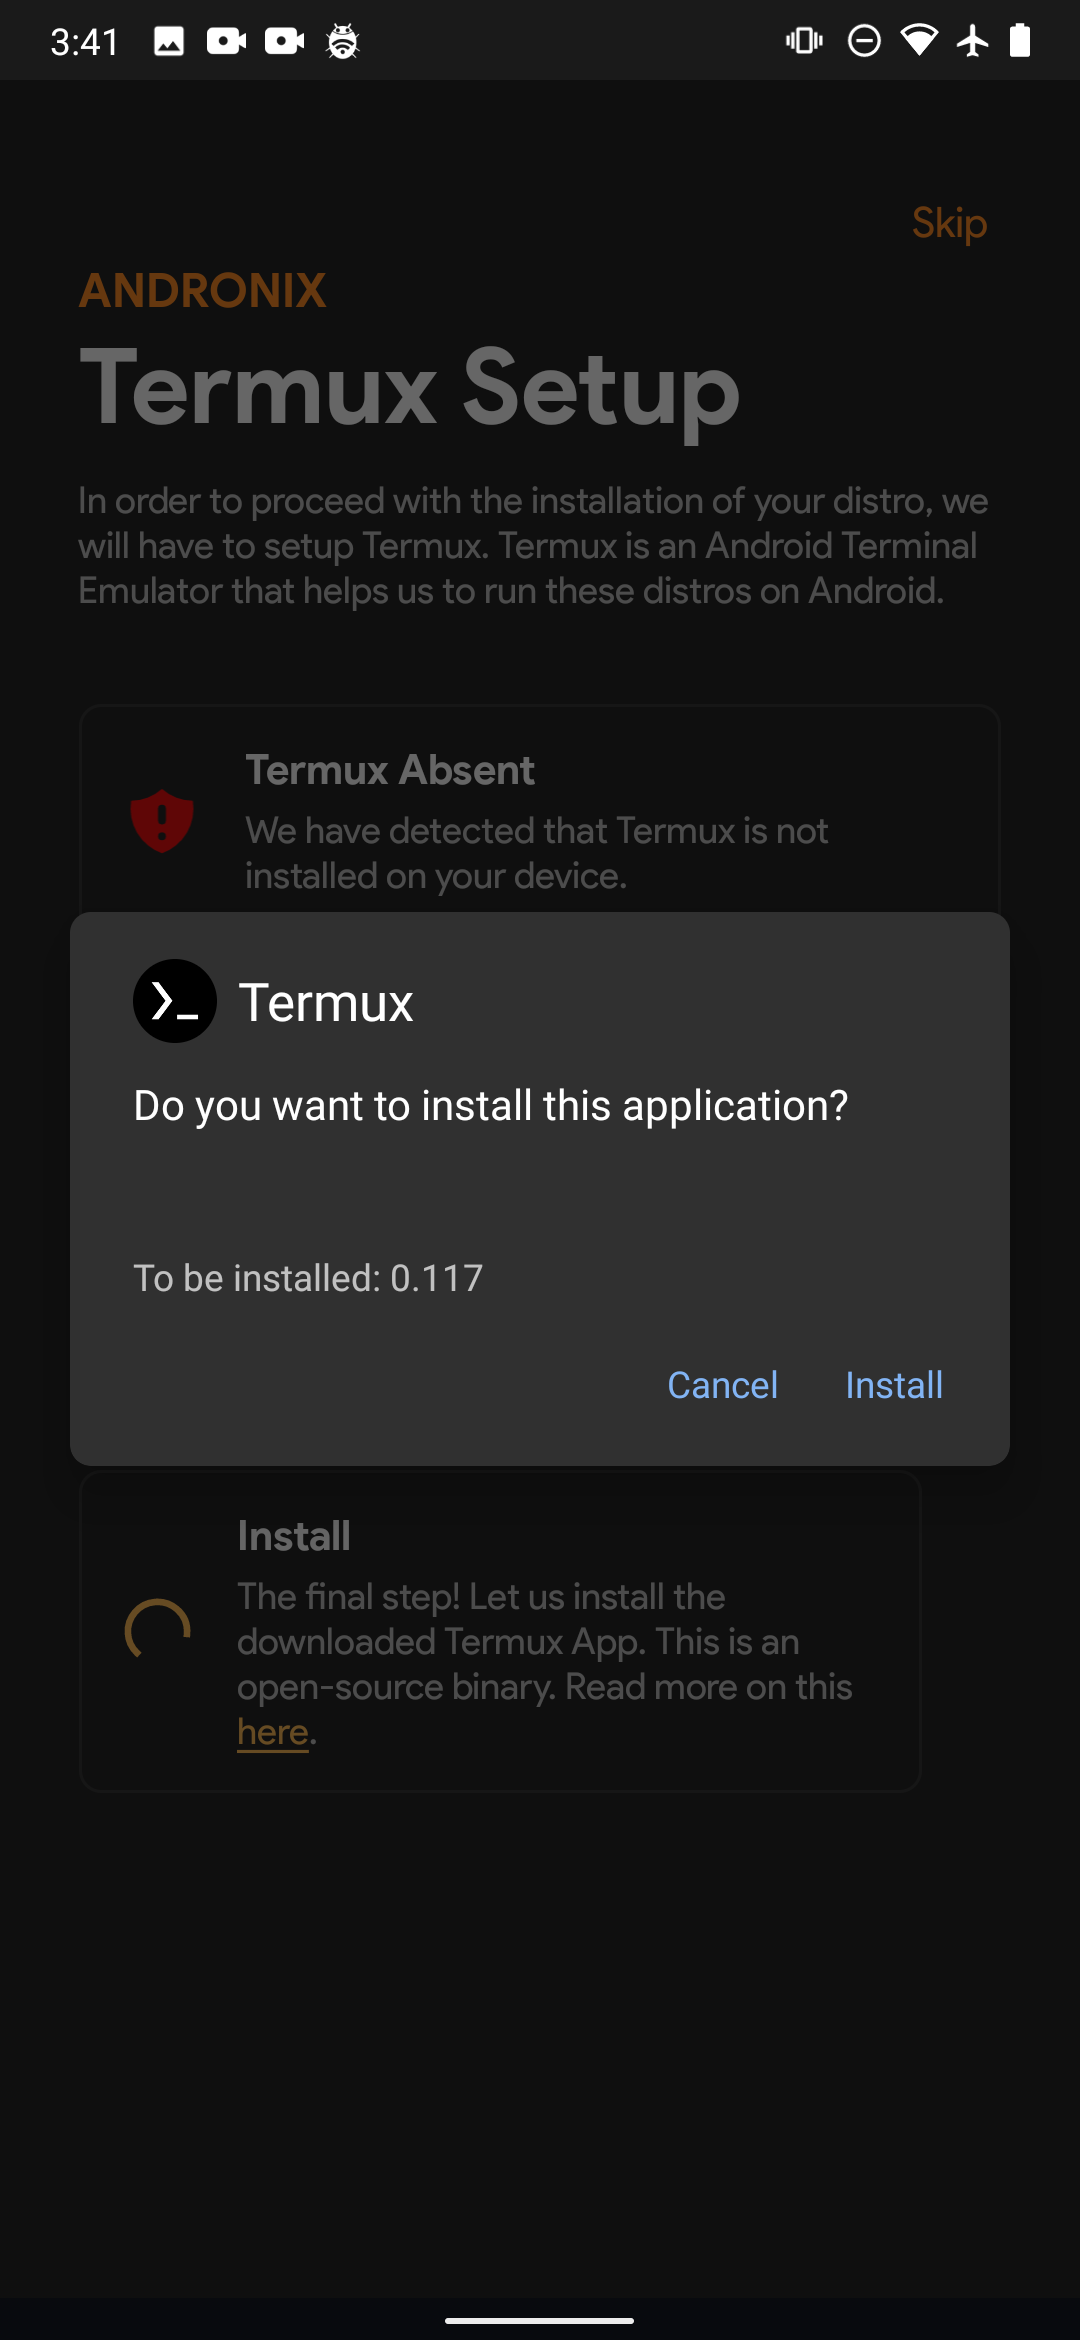 3:41
Skip
ANDRONIX
Termux Setup
In order to proceed with the installation of your distro, we
will have to setup Termux. Termux is an Android Terminal
Emulator that helps us to run these distros on Android.
Termux Absent
We have detected that Termux is not
installed on your device.
Termux
Do you want to install this application?
To be installed: 0.117
Cancel Install
Install
The final step! Let us install the
downloaded Termux App. This is an
open-source binary. Read more on this
here.